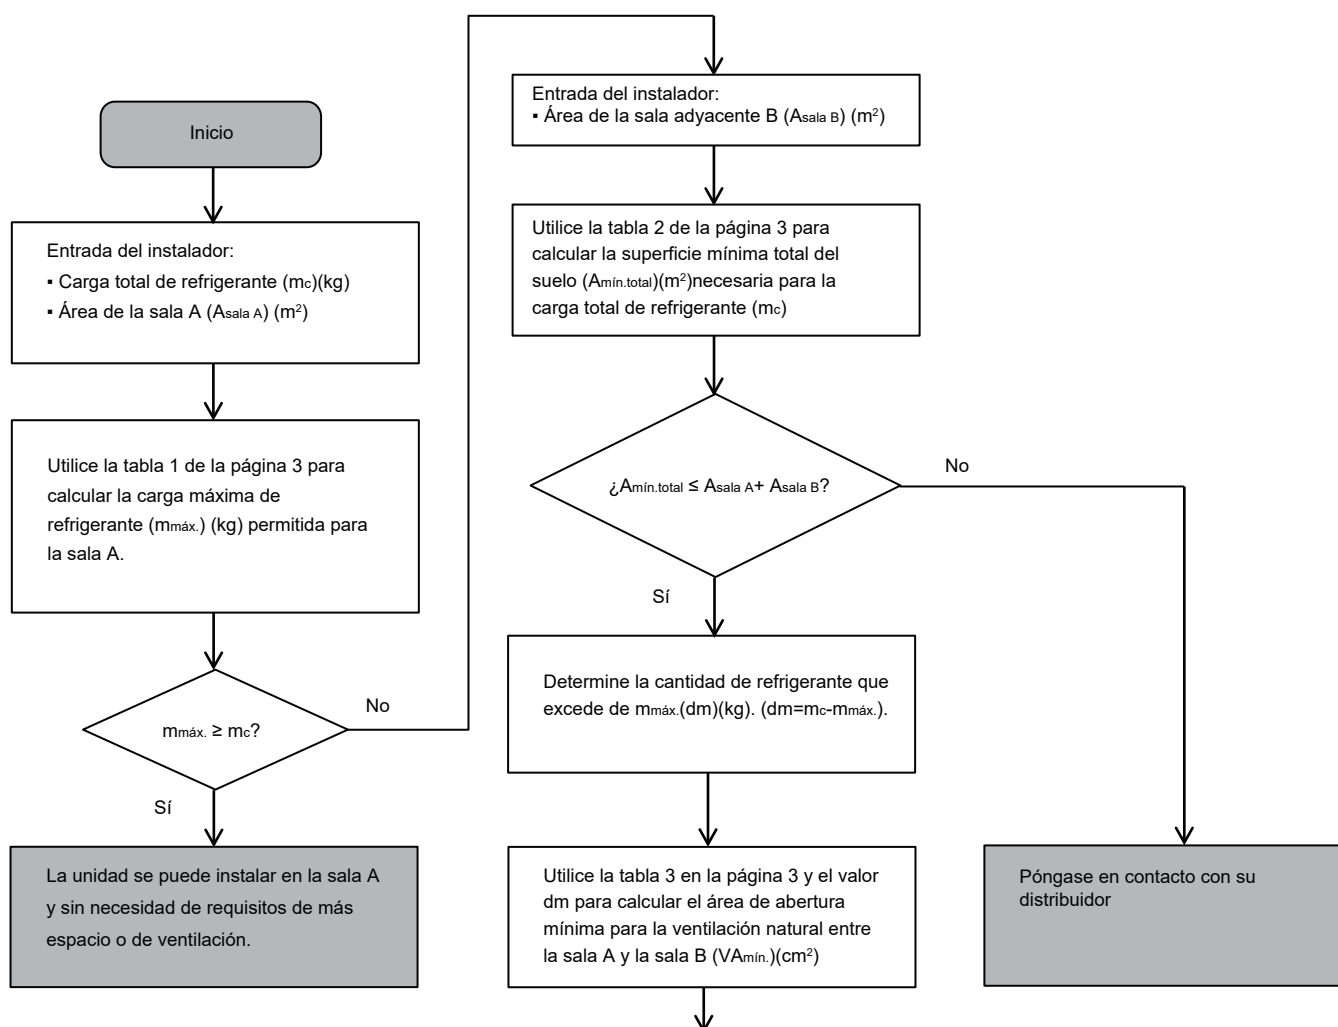 Inicio
Entrada del instalador:
▪ Carga total de refrigerante (mc)(kg)
▪ Área de la sala A (Asala A) (m²)
Utilice la tabla 1 de la página 3 para
calcular la carga máxima de
refrigerante (mmáx.) (kg) permitida para
la sala A.
mmáx. ≥ mc?
No
Sí
La unidad se puede instalar en la sala A
y sin necesidad de requisitos de más
espacio o de ventilación.
Entrada del instalador:
▪ Área de la sala adyacente B (Asala B) (m²)
Utilice la tabla 2 de la página 3 para
calcular la superficie mínima total del
suelo (Amín.total)(m²)necesaria para la
carga total de refrigerante (mc)
¿Amín.total ≤ Asala A+ Asala B?
No
Sí
Determine la cantidad de refrigerante que
excede de mmáx.(dm)(kg). (dm=mc-mmáx.).
Utilice la tabla 3 en la página 3 y el valor
dm para calcular el área de abertura
mínima para la ventilación natural entre
la sala A y la sala B (VAmín.)(cm²)
Póngase en contacto con su
distribuidor